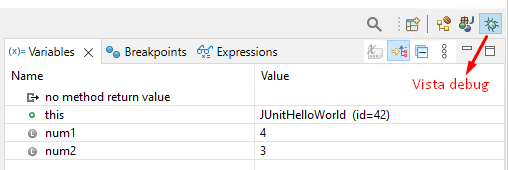 (x)= Variables Breakpoints Expressions
Vista debug
Name Value
no method return value
this JUnitHelloWorld (id=42)
num1 4
num2 3